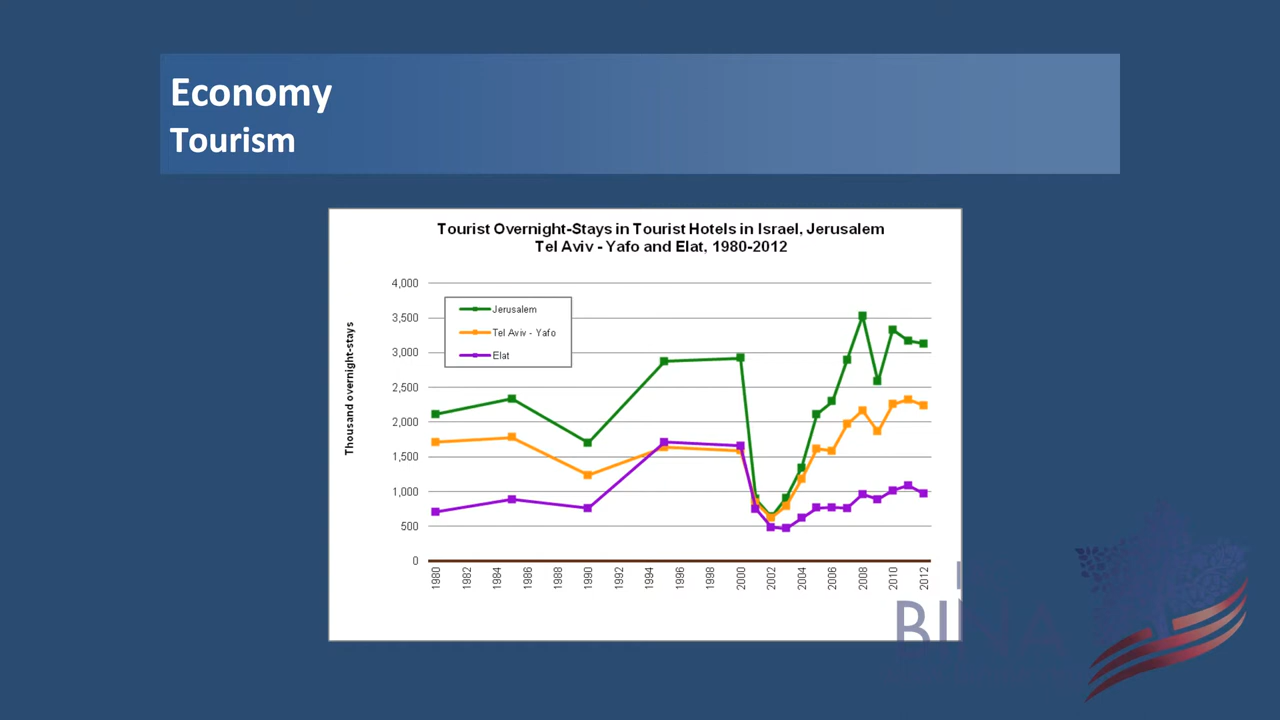 Economy
Tourism
Tourist Overnight-Stays in Tourist Hotels in Israel, Jerusalem
Tel Aviv - Yafo and Elat, 1980-2012
Thousand overnight-stays
4,000
3,500
3,000
2,500
2,000
1,500
1,000
500
0
Jerusalem
Tel Aviv - Yafo
Elat
1980
1982
1984
1986
1988
1990
1992
1994
1996
1998
2000
2002
2004
2006
2008
2010
2012
BINA